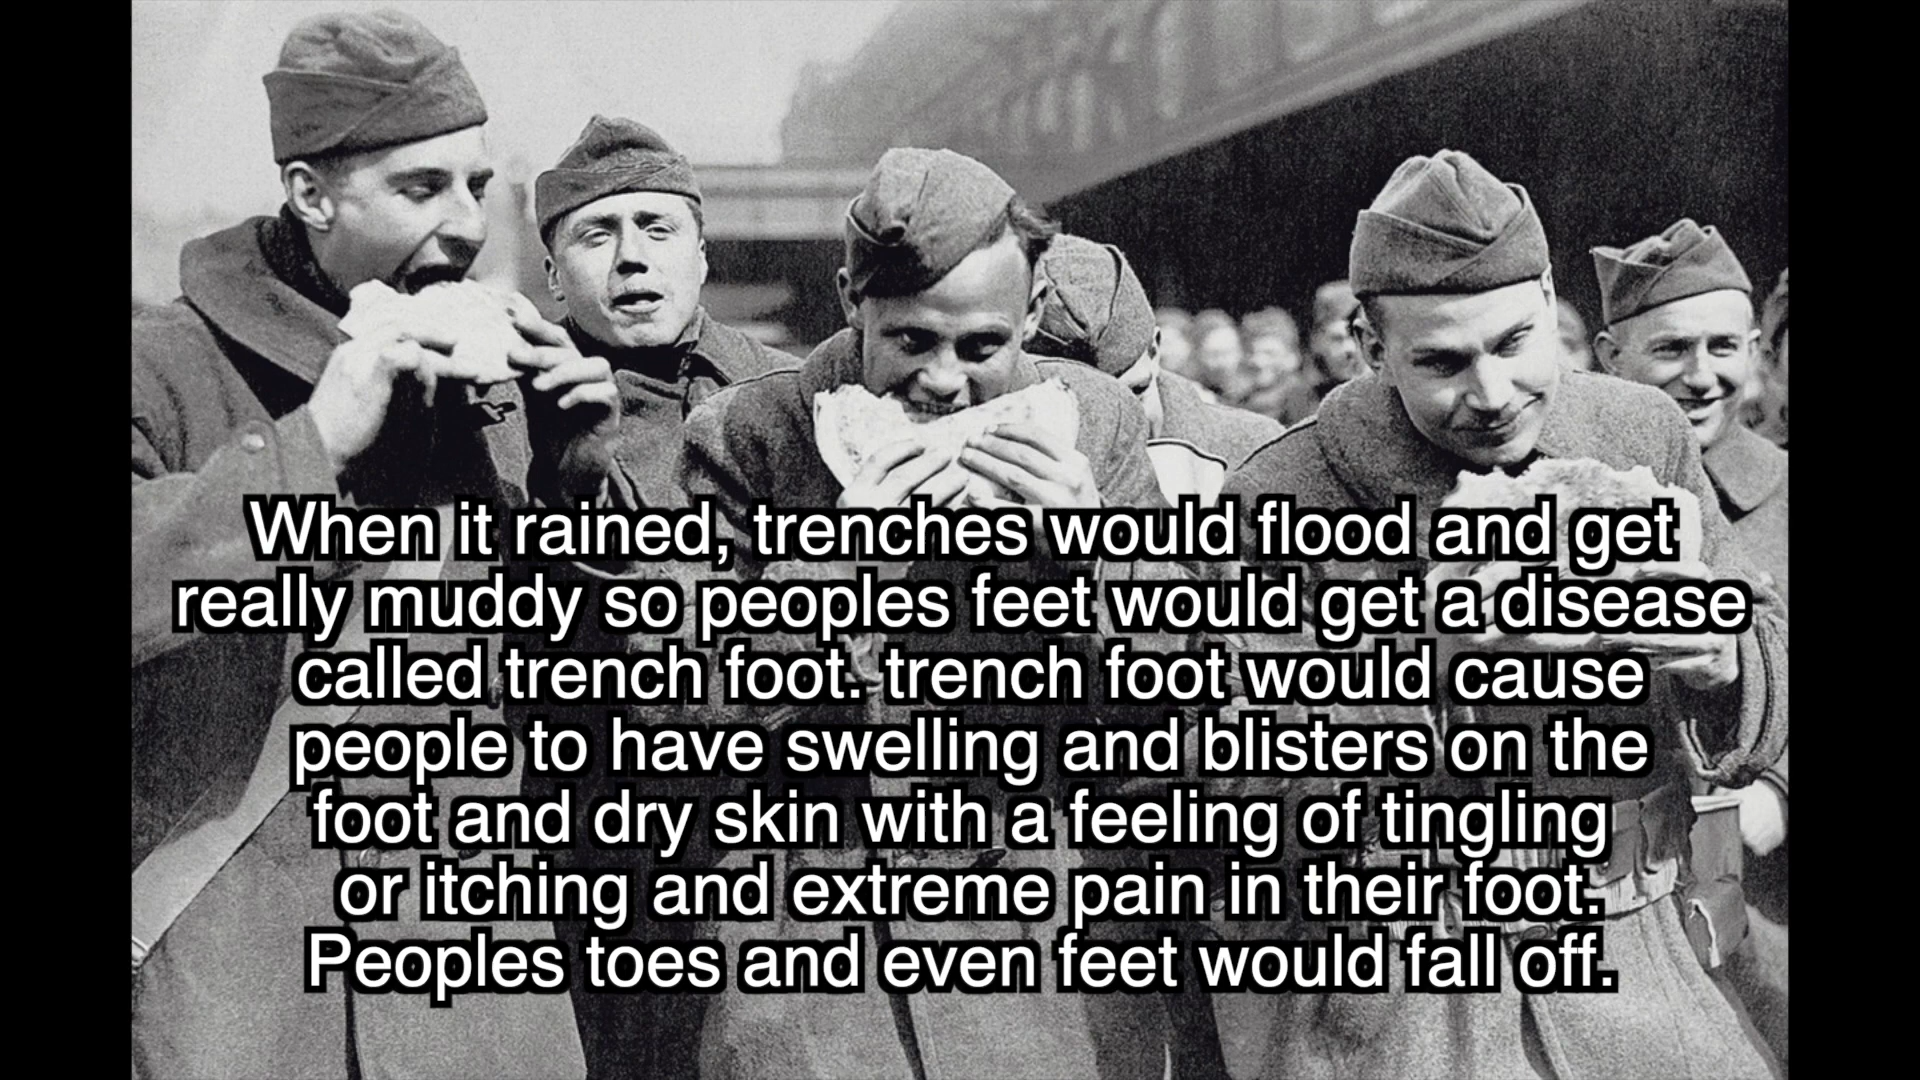 When it rained, trenches would flood and get
really muddy so peoples feet would get a disease
called trench foot. trench foot would cause
people to have swelling and blisters on the
foot and dry skin with a feeling of tingling
or itching and extreme pain in their foot.
Peoples toes and even feet would fall off.